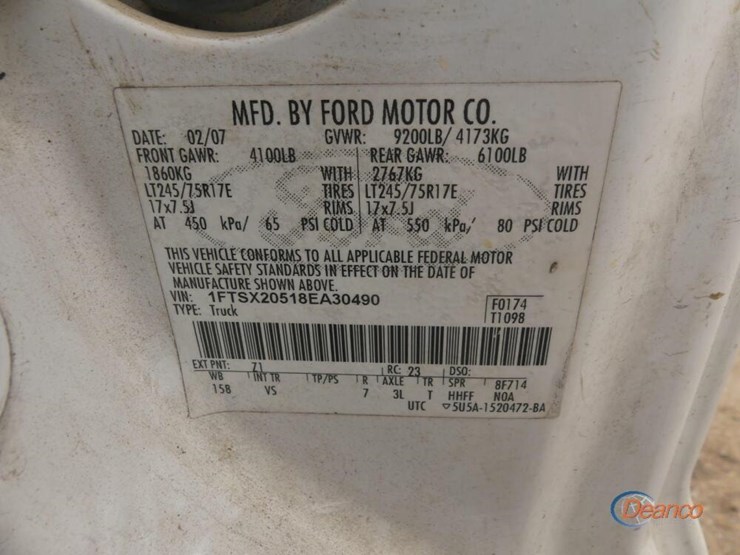 MFD. BY FORD MOTOR CO.
DATE: 02/07 GVWR: 9200LB/ 4173KG
FRONT GAWR: 4100LB REAR GAWR: 6100LB
1860KG WITH 2767KG WITH
LT245/75R17E TIRES LT245/75R17E TIRES
17x7.5J RIMS 17x7.5J RIMS
AT 450 kPa/ 65 PSI COLD AT 550 kPa/ 80 PSI COLD
THIS VEHICLE CONFORMS TO ALL APPLICABLE FEDERAL MOTOR
VEHICLE SAFETY STANDARDS IN EFFECT ON THE DATE OF
MANUFACTURE SHOWN ABOVE.
VIN: 1FTSX20518EA30490 F0174
TYPE: Truck T1098
EXT PNT: Z1 RC: 23 DSO:
WB INT TR TP/PS R AXLE TR SPR 8F714
158 VS 7 3L T HHFF NOA
UTC ▽5U5A-1520472-BA
Ford
Deanco